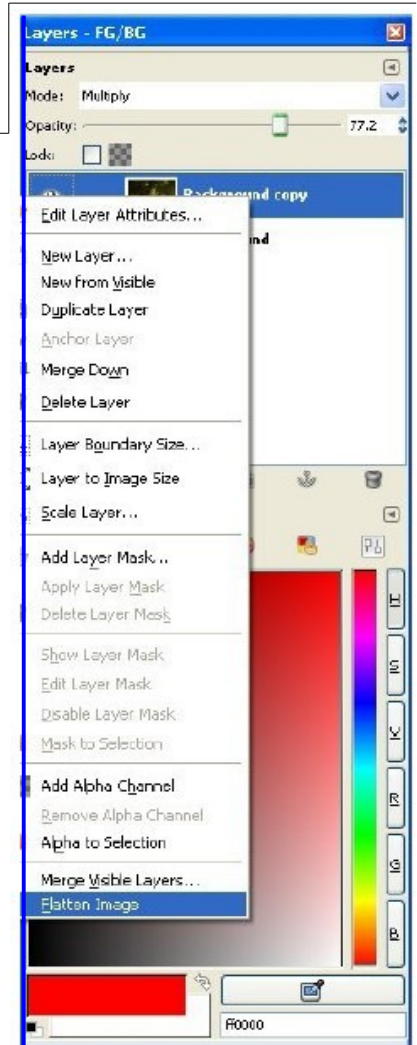 Layers - FG/BG
Layers
Mode: Multiply
Opacity: 77.2
Lock:
Background copy
Edit Layer Attributes...
New Layer...
New from Visible
Duplicate Layer
Anchor Layer
Merge Down
Delete Layer
Layer Boundary Size...
Layer to Image Size
Scale Layer...
Add Layer Mask...
Apply Layer Mask
Delete Layer Mask
Show Layer Mask
Edit Layer Mask
Disable Layer Mask
Mask to Selection
Add Alpha Channel
Remove Alpha Channel
Alpha to Selection
Merge Visible Layers...
Flatten Image
H
S
V
R
G
B
ff0000